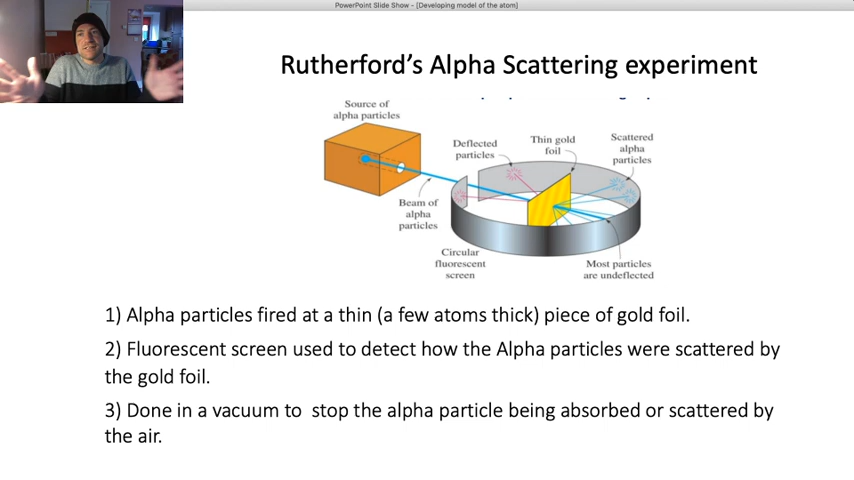 PowerPoint Slide Show - [Developing model of the atom]
Rutherford's Alpha Scattering experiment
Source of
alpha particles
Deflected
particles
Thin gold
foil
Scattered
alpha
particles
Beam of
alpha
particles
Circular
fluorescent
screen
Most particles
are undeflected
1) Alpha particles fired at a thin (a few atoms thick) piece of gold foil.
2) Fluorescent screen used to detect how the Alpha particles were scattered by
the gold foil.
3) Done in a vacuum to  stop the alpha particle being absorbed or scattered by
the air.